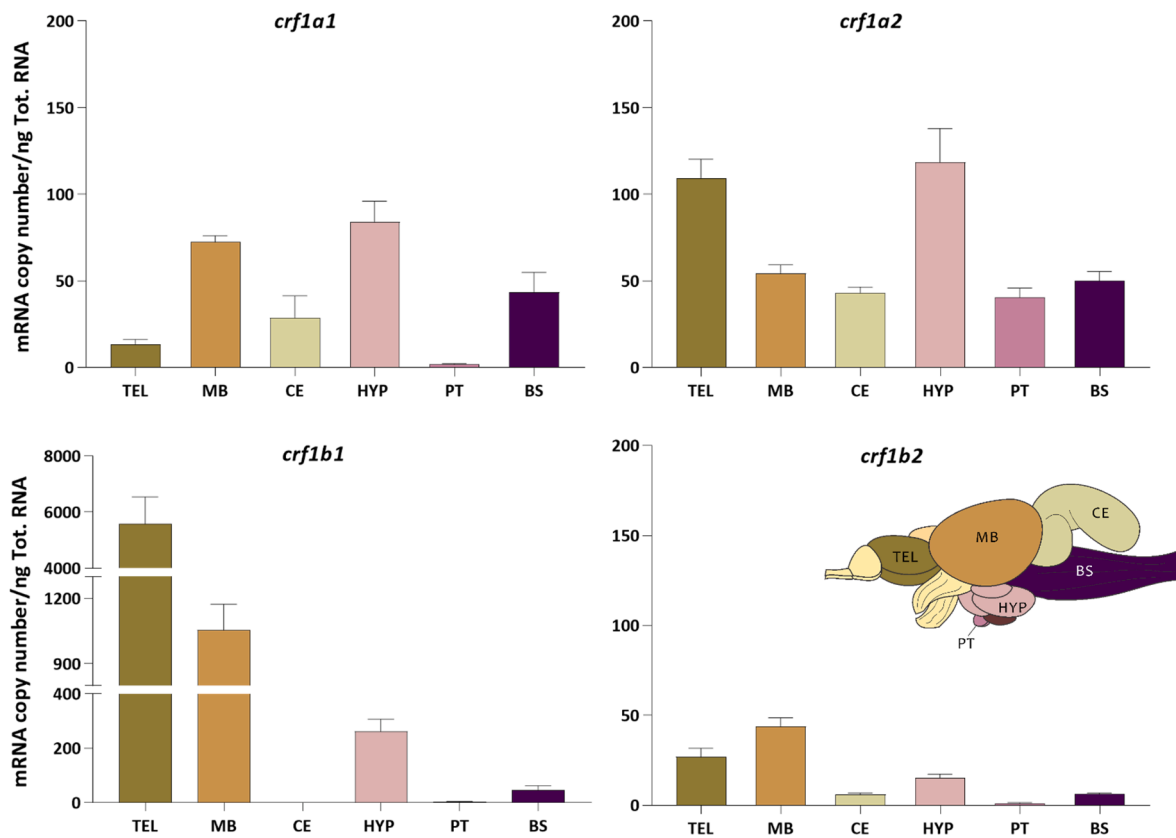 crf1a1
mRNA copy number/ng Tot. RNA
200
150
100
50
0
TEL MB CE HYP PT BS
crf1a2
200
150
100
50
0
TEL MB CE HYP PT BS
crf1b1
mRNA copy number/ng Tot. RNA
8000
6000
4000
1200
900
400
200
0
TEL MB CE HYP PT BS
crf1b2
200
150
100
50
0
CE
MB
TEL
BS
HYP
PT
TEL MB CE HYP PT BS